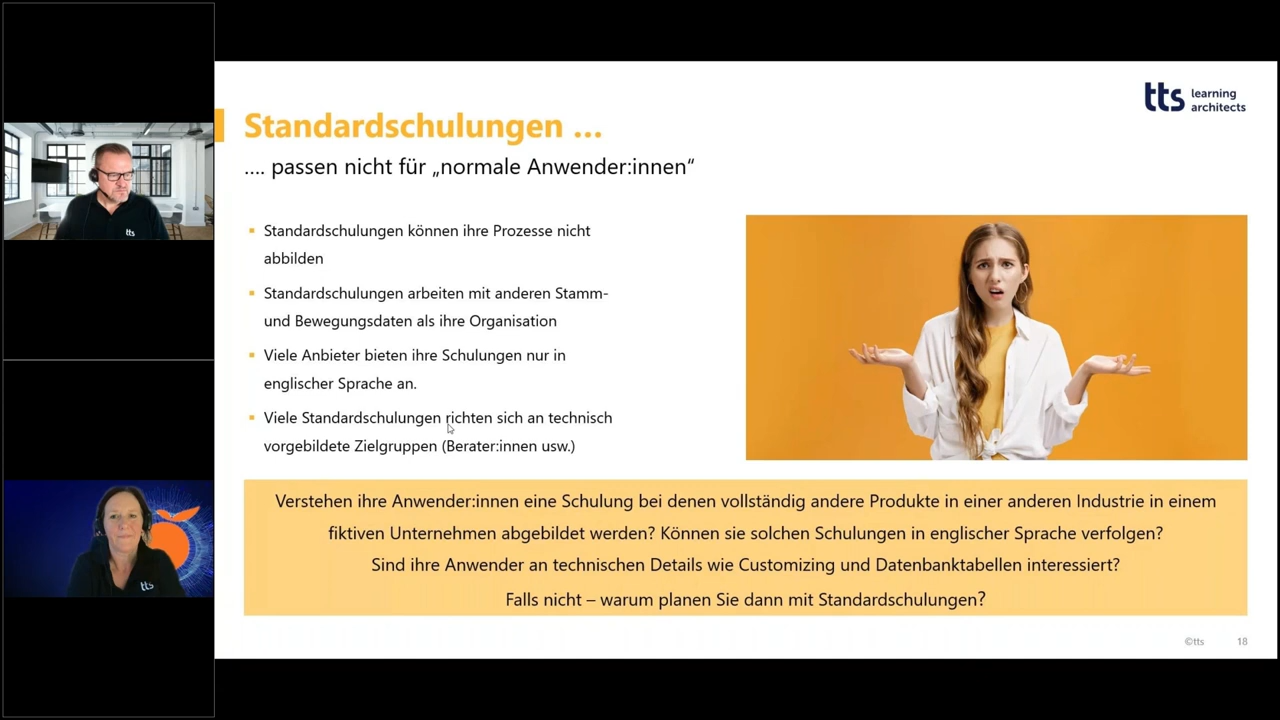 tts learning
architects
Standardschulungen ...
.... passen nicht für „normale Anwender:innen“
▪ Standardschulungen können ihre Prozesse nicht
abbilden
▪ Standardschulungen arbeiten mit anderen Stamm-
und Bewegungsdaten als ihre Organisation
▪ Viele Anbieter bieten ihre Schulungen nur in
englischer Sprache an.
▪ Viele Standardschulungen richten sich an technisch
vorgebildete Zielgruppen (Berater:innen usw.)
Verstehen ihre Anwender:innen eine Schulung bei denen vollständig andere Produkte in einer anderen Industrie in einem
fiktiven Unternehmen abgebildet werden? Können sie solchen Schulungen in englischer Sprache verfolgen?
Sind ihre Anwender an technischen Details wie Customizing und Datenbanktabellen interessiert?
Falls nicht – warum planen Sie dann mit Standardschulungen?
©tts 18
tts
tts